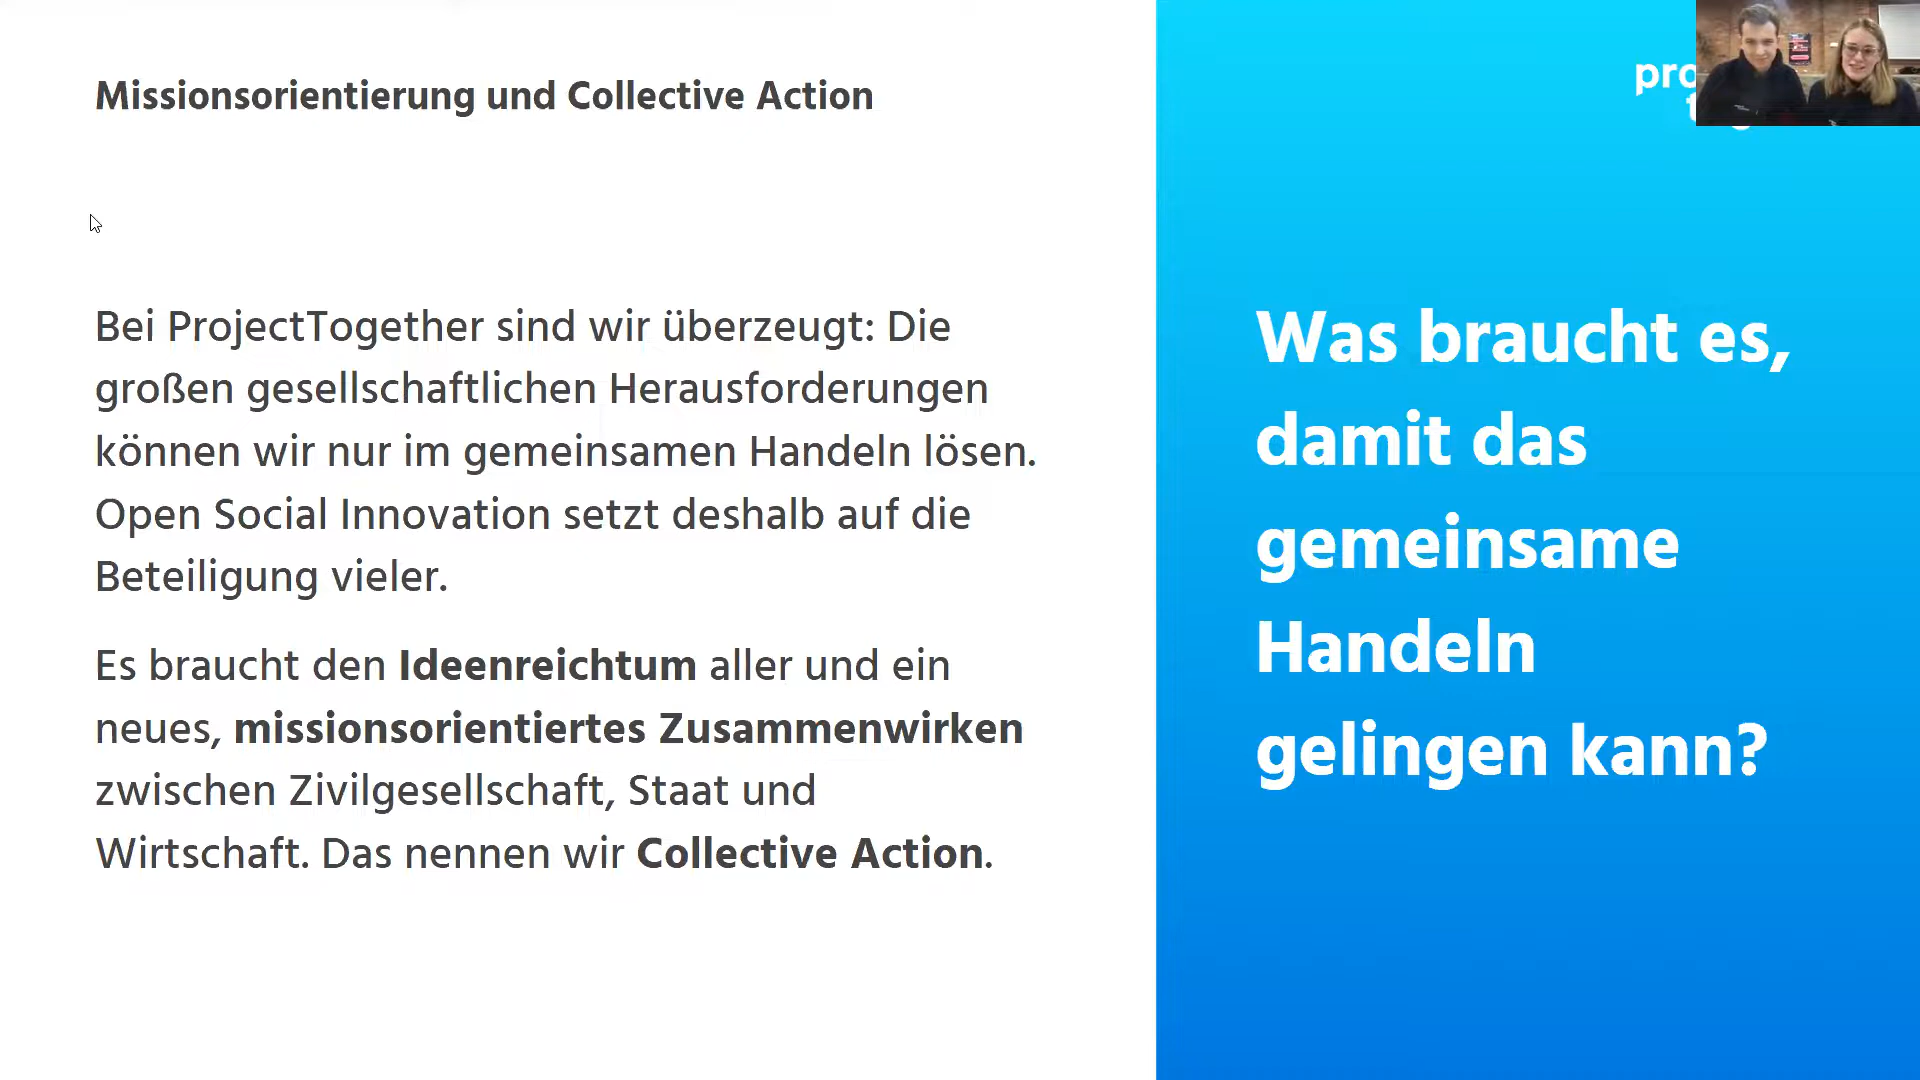 Missionsorientierung und Collective Action
Bei ProjectTogether sind wir überzeugt: Die
großen gesellschaftlichen Herausforderungen
können wir nur im gemeinsamen Handeln lösen.
Open Social Innovation setzt deshalb auf die
Beteiligung vieler.
Es braucht den Ideenreichtum aller und ein
neues, missionsorientiertes Zusammenwirken
zwischen Zivilgesellschaft, Staat und
Wirtschaft. Das nennen wir Collective Action.
Was braucht es,
damit das
gemeinsame
Handeln
gelingen kann?